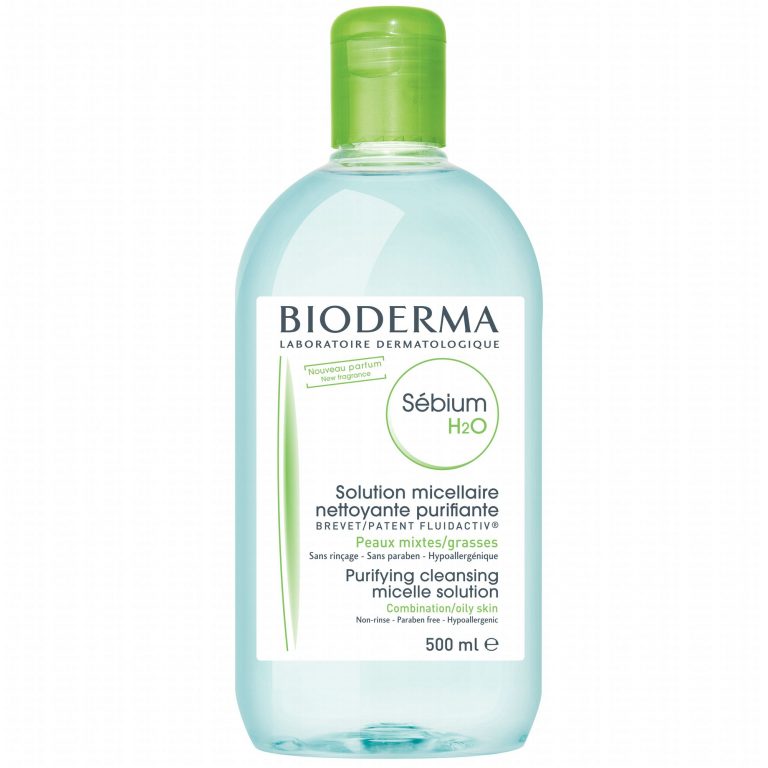 BIODERMA
LABORATOIRE DERMATOLOGIQUE
Nouveau parfum
New fragrance
Sébium
H2O
Solution micellaire
nettoyante purifiante
BREVET/PATENT FLUIDACTIV®
Peaux mixtes/grasses
Sans rinçage - Sans paraben - Hypoallergénique
Purifying cleansing
micelle solution
Combination/oily skin
Non-rinse - Paraben free - Hypoallergenic
500 ml ℮